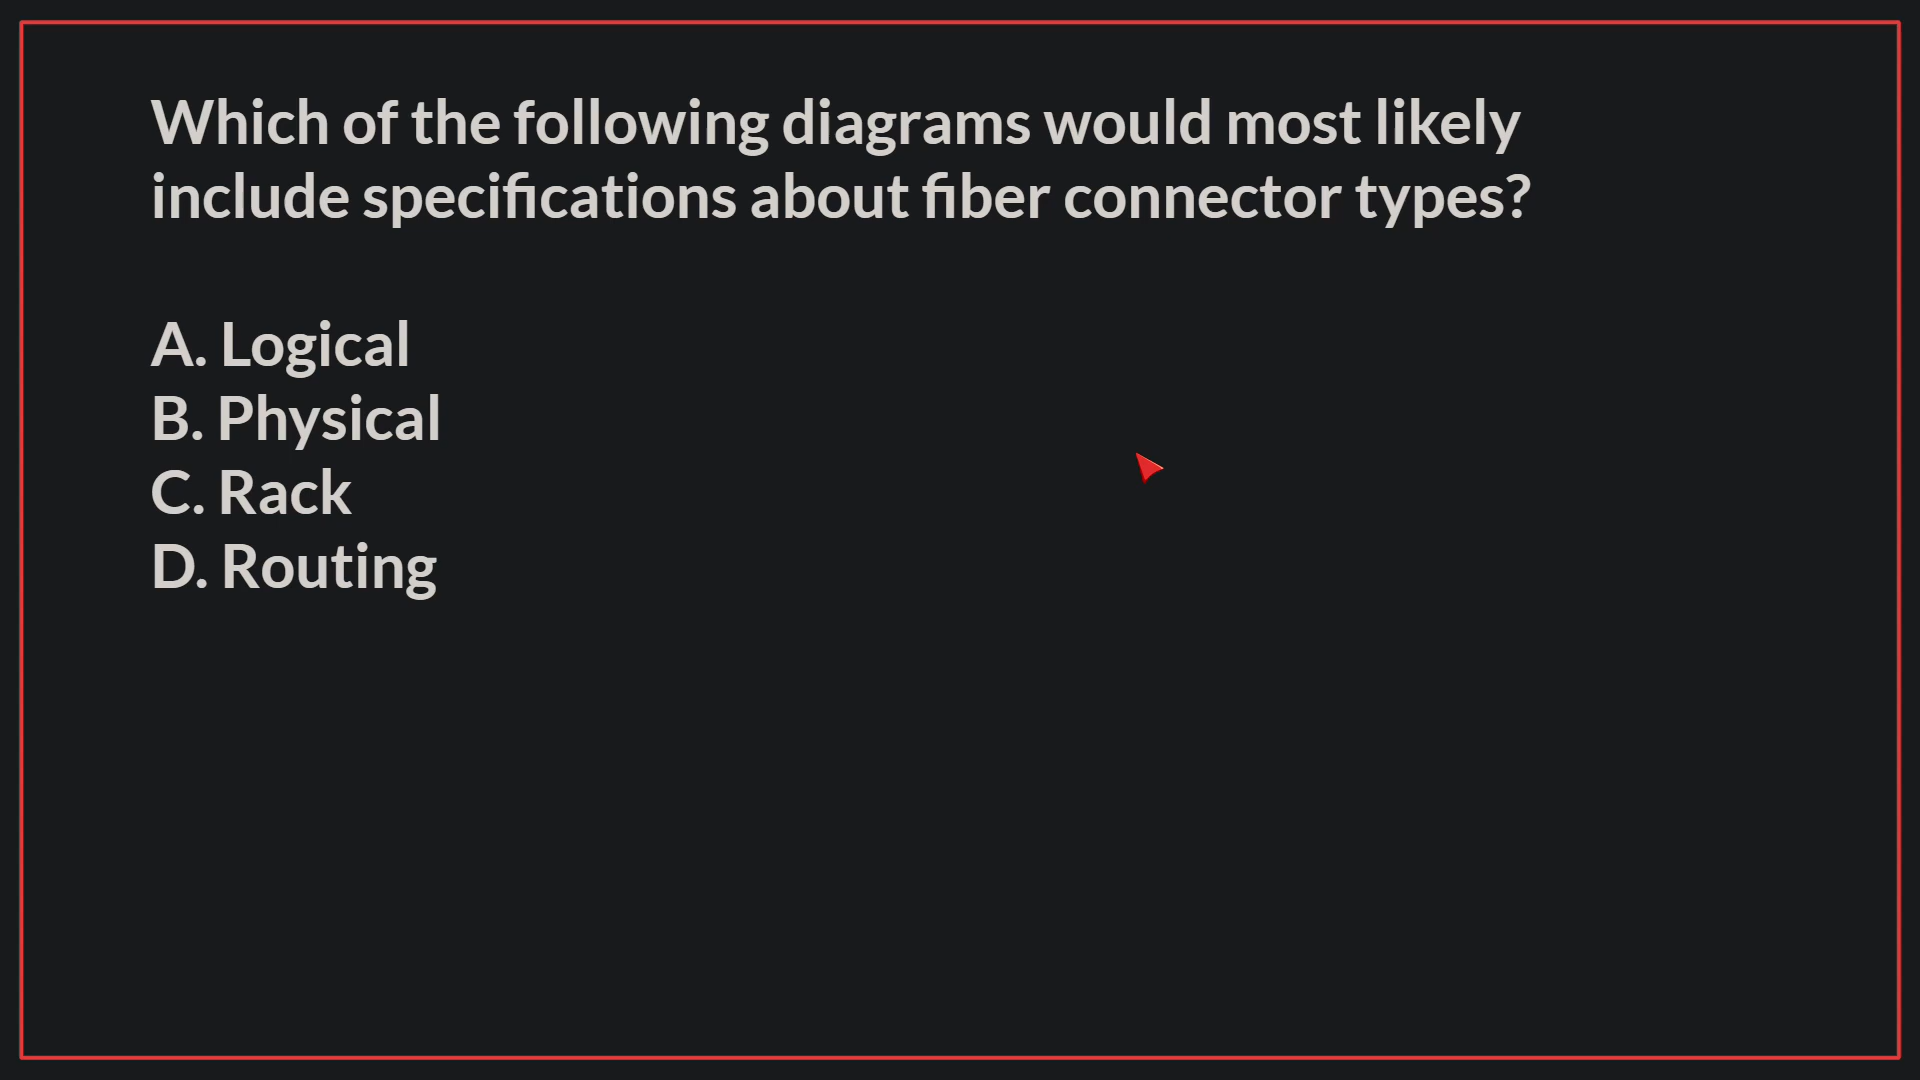 Which of the following diagrams would most likely
include specifications about fiber connector types?
A. Logical
B. Physical
C. Rack
D. Routing